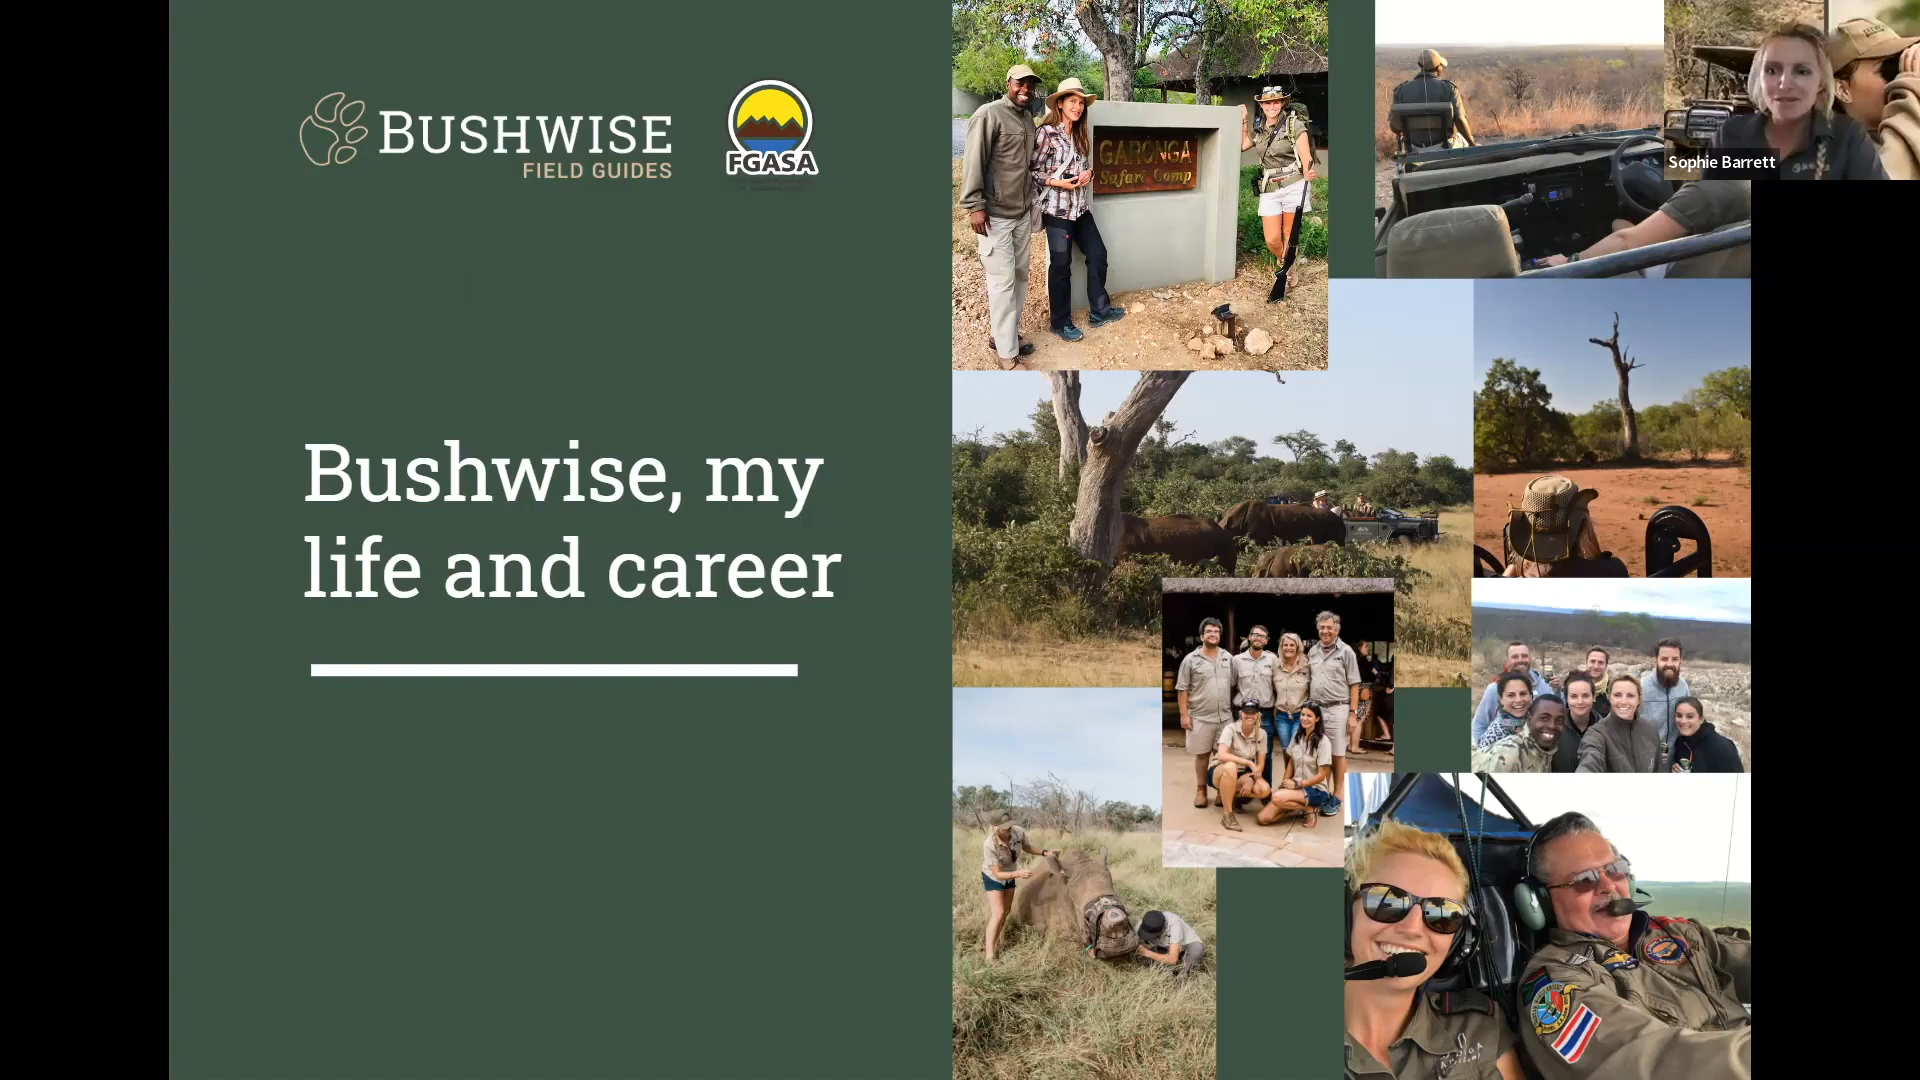 BUSHWISE
FIELD GUIDES
FGASA
GARONGA
Safari Camp
Sophie Barrett
Bushwise, my
life and career